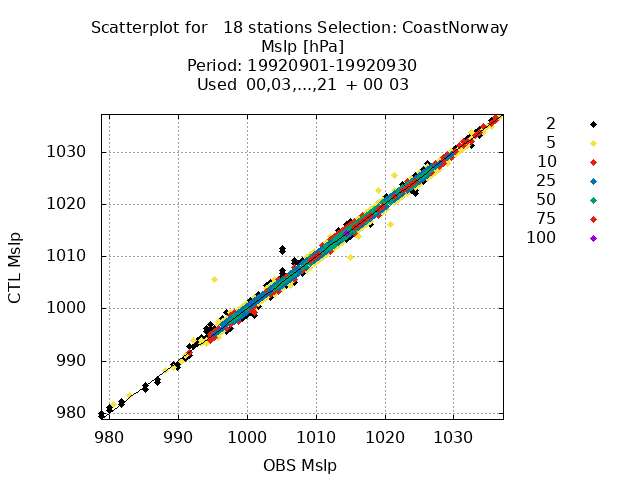 Scatterplot for   18 stations Selection: CoastNorway
Mslp [hPa]
Period: 19920901-19920930
Used  00,03,...,21  + 00 03
2
5
10
25
50
75
100
1030
1020
1010
1000
990
980
CTL Mslp
980 990 1000 1010 1020 1030
OBS Mslp